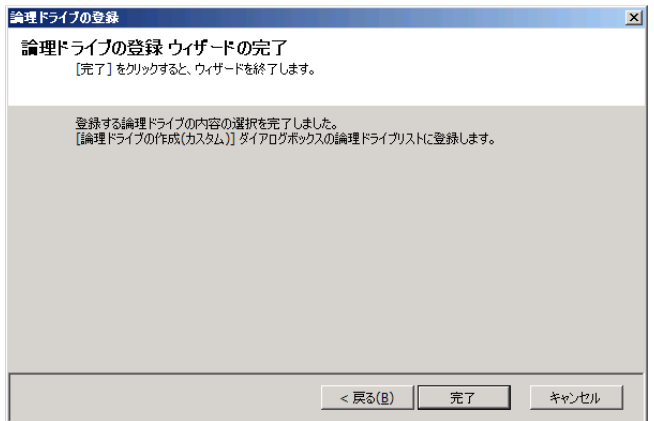 論理ドライブの登録
論理ドライブの登録 ウィザードの完了
[完了] をクリックすると、ウィザードを終了します。
登録する論理ドライブの内容の選択を完了しました。
[論理ドライブの作成(カスタム)] ダイアログボックスの論理ドライブリストに登録します。
< 戻る(B) 完了 キャンセル